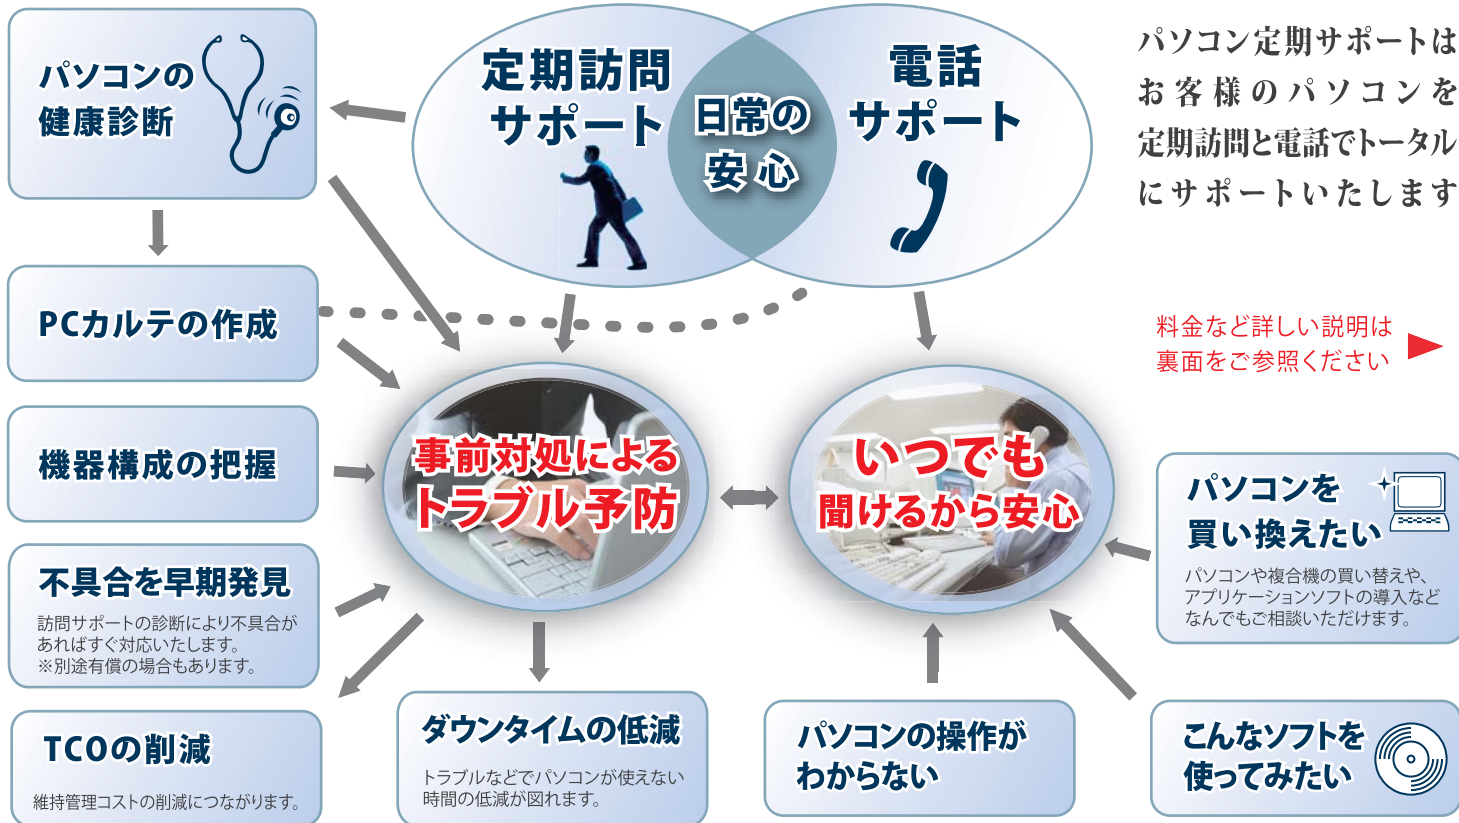 パソコンの
健康診断
定期訪問
サポート
日常の
安心
電話
サポート
パソコン定期サポートは
お客様のパソコンを
定期訪問と電話でトータル
にサポートいたします
PCカルテの作成
料金など詳しい説明は
裏面をご参照ください
機器構成の把握
事前対処による
トラブル予防
いつでも
聞けるから安心
パソコンを
買い換えたい
パソコンや複合機の買い替えや、
アプリケーションソフトの導入など
なんでもご相談いただけます。
不具合を早期発見
訪問サポートの診断により不具合が
あればすぐ対応いたします。
※別途有償の場合もあります。
TCOの削減
維持管理コストの削減につながります。
ダウンタイムの低減
トラブルなどでパソコンが使えない
時間の低減が図れます。
パソコンの操作が
わからない
こんなソフトを
使ってみたい